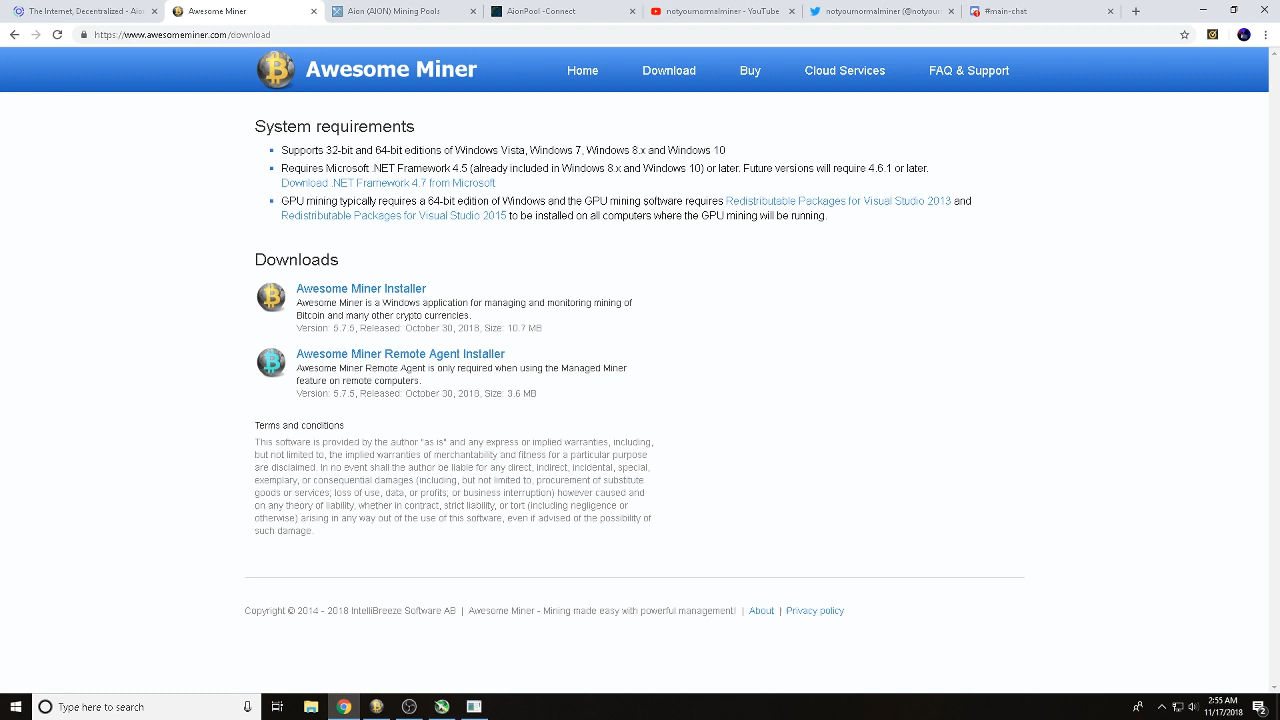 The Internet, Decentralized - Aion
Awesome Miner
Aion (AION) Mining Pools
AionPool - Connect
notyournormalminer - YouTube
notyournormalminer (@notyou
#main-chat
https://www.awesomeminer.com/download
Awesome Miner
Home
Download
Buy
Cloud Services
FAQ & Support
System requirements
Supports 32-bit and 64-bit editions of Windows Vista, Windows 7, Windows 8.x and Windows 10
Requires Microsoft .NET Framework 4.5 (already included in Windows 8.x and Windows 10) or later. Future versions will require 4.6.1 or later.
Download .NET Framework 4.7 from Microsoft
GPU mining typically requires a 64-bit edition of Windows and the GPU mining software requires Redistributable Packages for Visual Studio 2013 and
Redistributable Packages for Visual Studio 2015 to be installed on all computers where the GPU mining will be running.
Downloads
Awesome Miner Installer
Awesome Miner is a Windows application for managing and monitoring mining of
Bitcoin and many other crypto currencies.
Version: 5.7.5, Released: October 30, 2018, Size: 10.7 MB
Awesome Miner Remote Agent Installer
Awesome Miner Remote Agent is only required when using the Managed Miner
feature on remote computers.
Version: 5.7.5, Released: October 30, 2018, Size: 3.6 MB
Terms and conditions
This software is provided by the author "as is" and any express or implied warranties, including,
but not limited to, the implied warranties of merchantability and fitness for a particular purpose
are disclaimed. In no event shall the author be liable for any direct, indirect, incidental, special,
exemplary, or consequential damages (including, but not limited to, procurement of substitute
goods or services; loss of use, data, or profits; or business interruption) however caused and
on any theory of liability, whether in contract, strict liability, or tort (including negligence or
otherwise) arising in any way out of the use of this software, even if advised of the possibility of
such damage.
Copyright © 2014 - 2018 IntelliBreeze Software AB | Awesome Miner - Mining made easy with powerful management! | About | Privacy policy
Type here to search
2:55 AM
11/17/2018
2